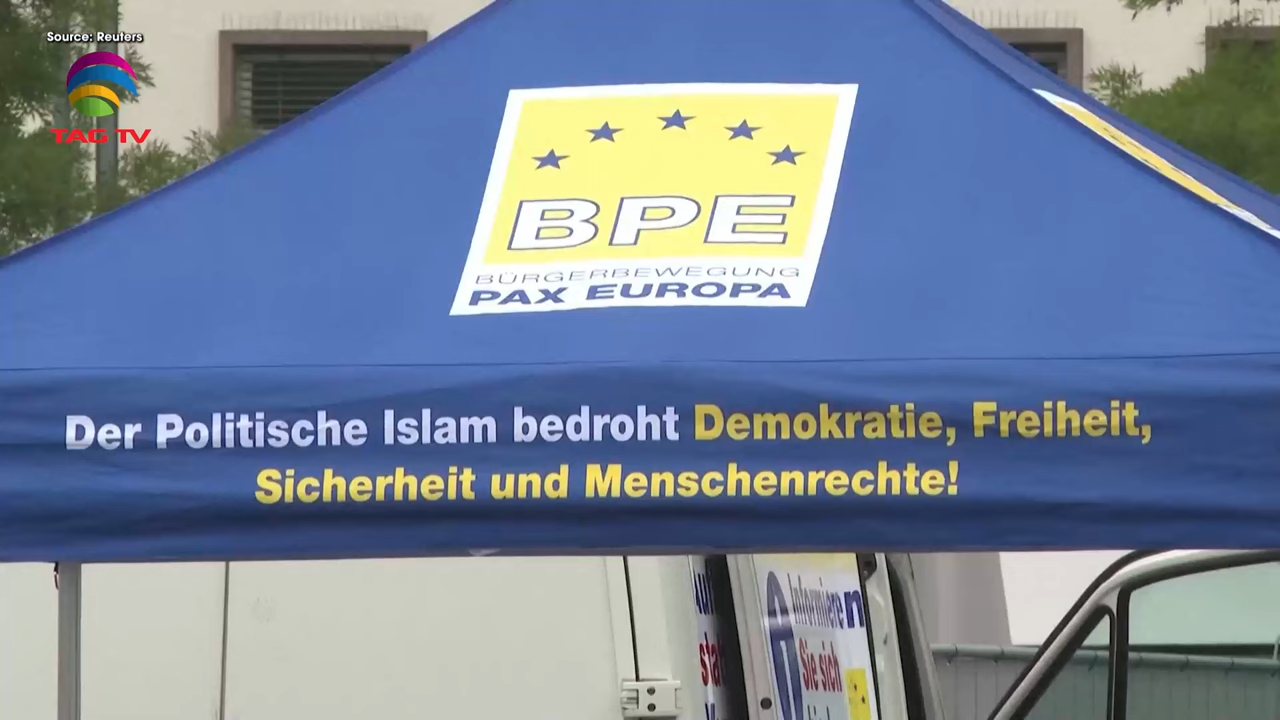 Source: Reuters
TAG TV
BPE
BÜRGERBEWEGUNG
PAX EUROPA
Der Politische Islam bedroht Demokratie, Freiheit,
Sicherheit und Menschenrechte!
Informieren
Sie sich